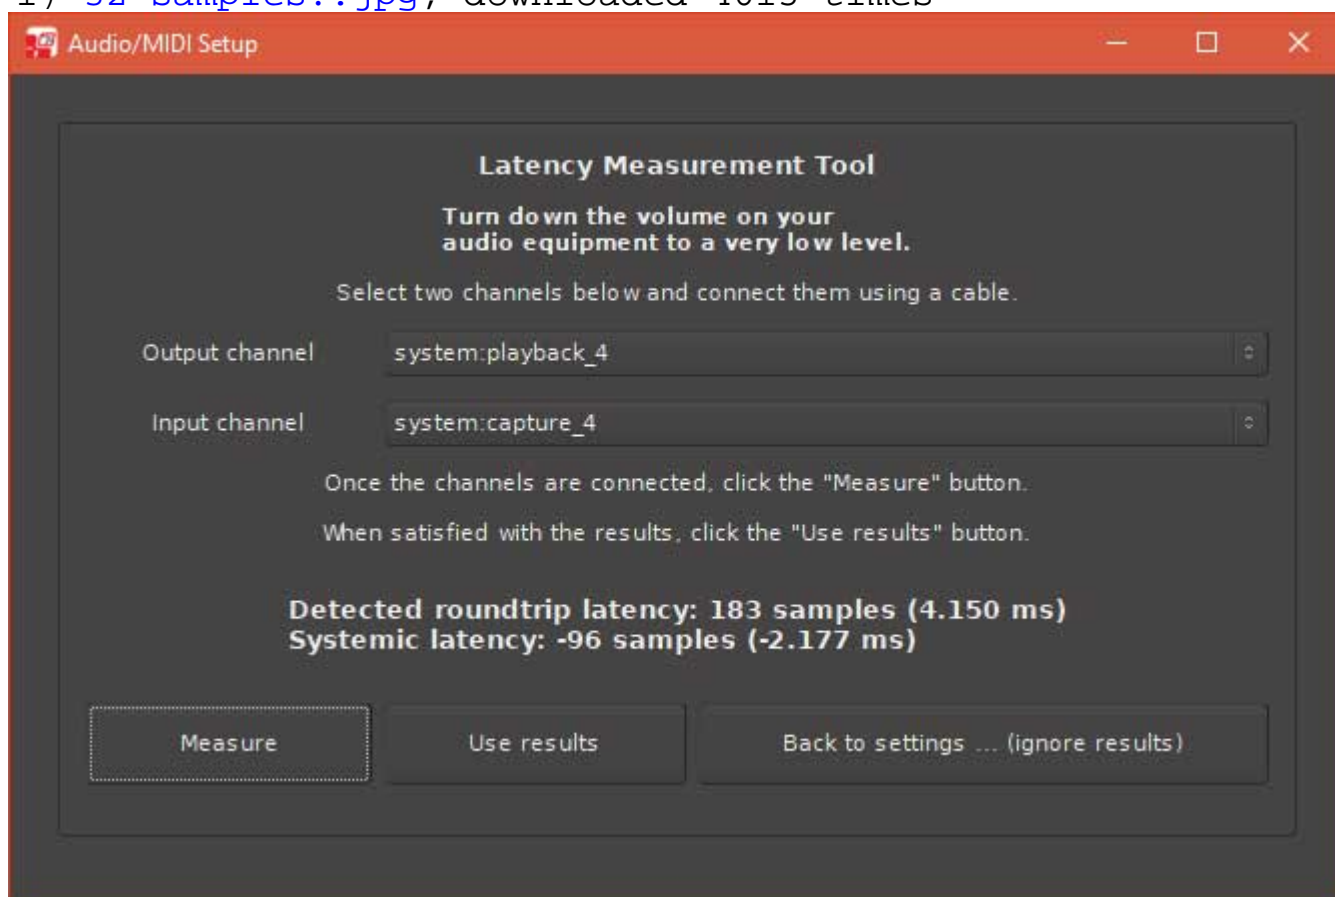 Audio/MIDI Setup
Latency Measurement Tool
Turn down the volume on your
audio equipment to a very low level.
Select two channels below and connect them using a cable.
Output channel system:playback_4
Input channel system:capture_4
Once the channels are connected, click the "Measure" button.
When satisfied with the results, click the "Use results" button.
Detected roundtrip latency: 183 samples (4.150 ms)
Systemic latency: -96 samples (-2.177 ms)
Measure Use results Back to settings ... (ignore results)